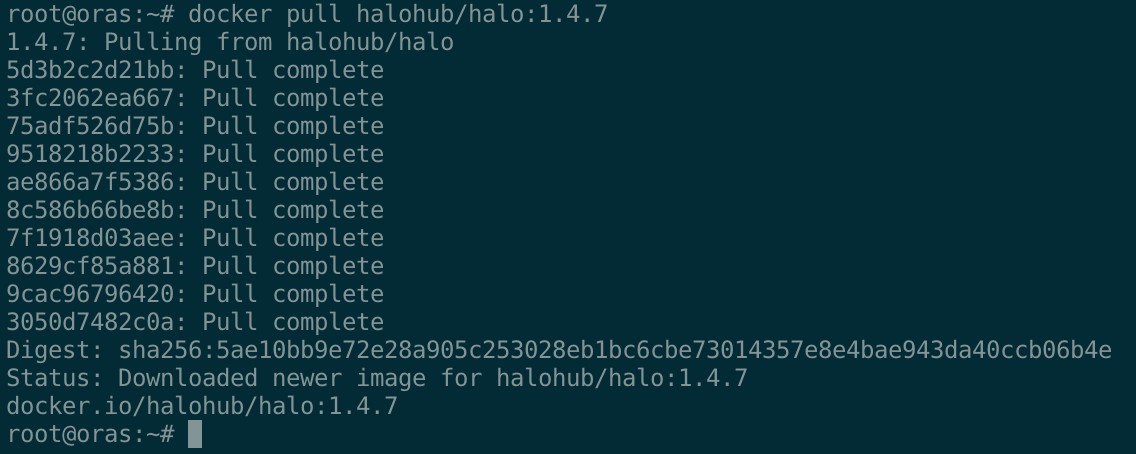 root@oras:~# docker pull halohub/halo:1.4.7
1.4.7: Pulling from halohub/halo
5d3b2c2d21bb: Pull complete
3fc2062ea667: Pull complete
75adf526d75b: Pull complete
9518218b2233: Pull complete
ae866a7f5386: Pull complete
8c586b66be8b: Pull complete
7f1918d03aee: Pull complete
8629cf85a881: Pull complete
9cac96796420: Pull complete
3050d7482c0a: Pull complete
Digest: sha256:5ae10bb9e72e28a905c253028eb1bc6cbe73014357e8e4bae943da40ccb06b4e
Status: Downloaded newer image for halohub/halo:1.4.7
docker.io/halohub/halo:1.4.7
root@oras:~#